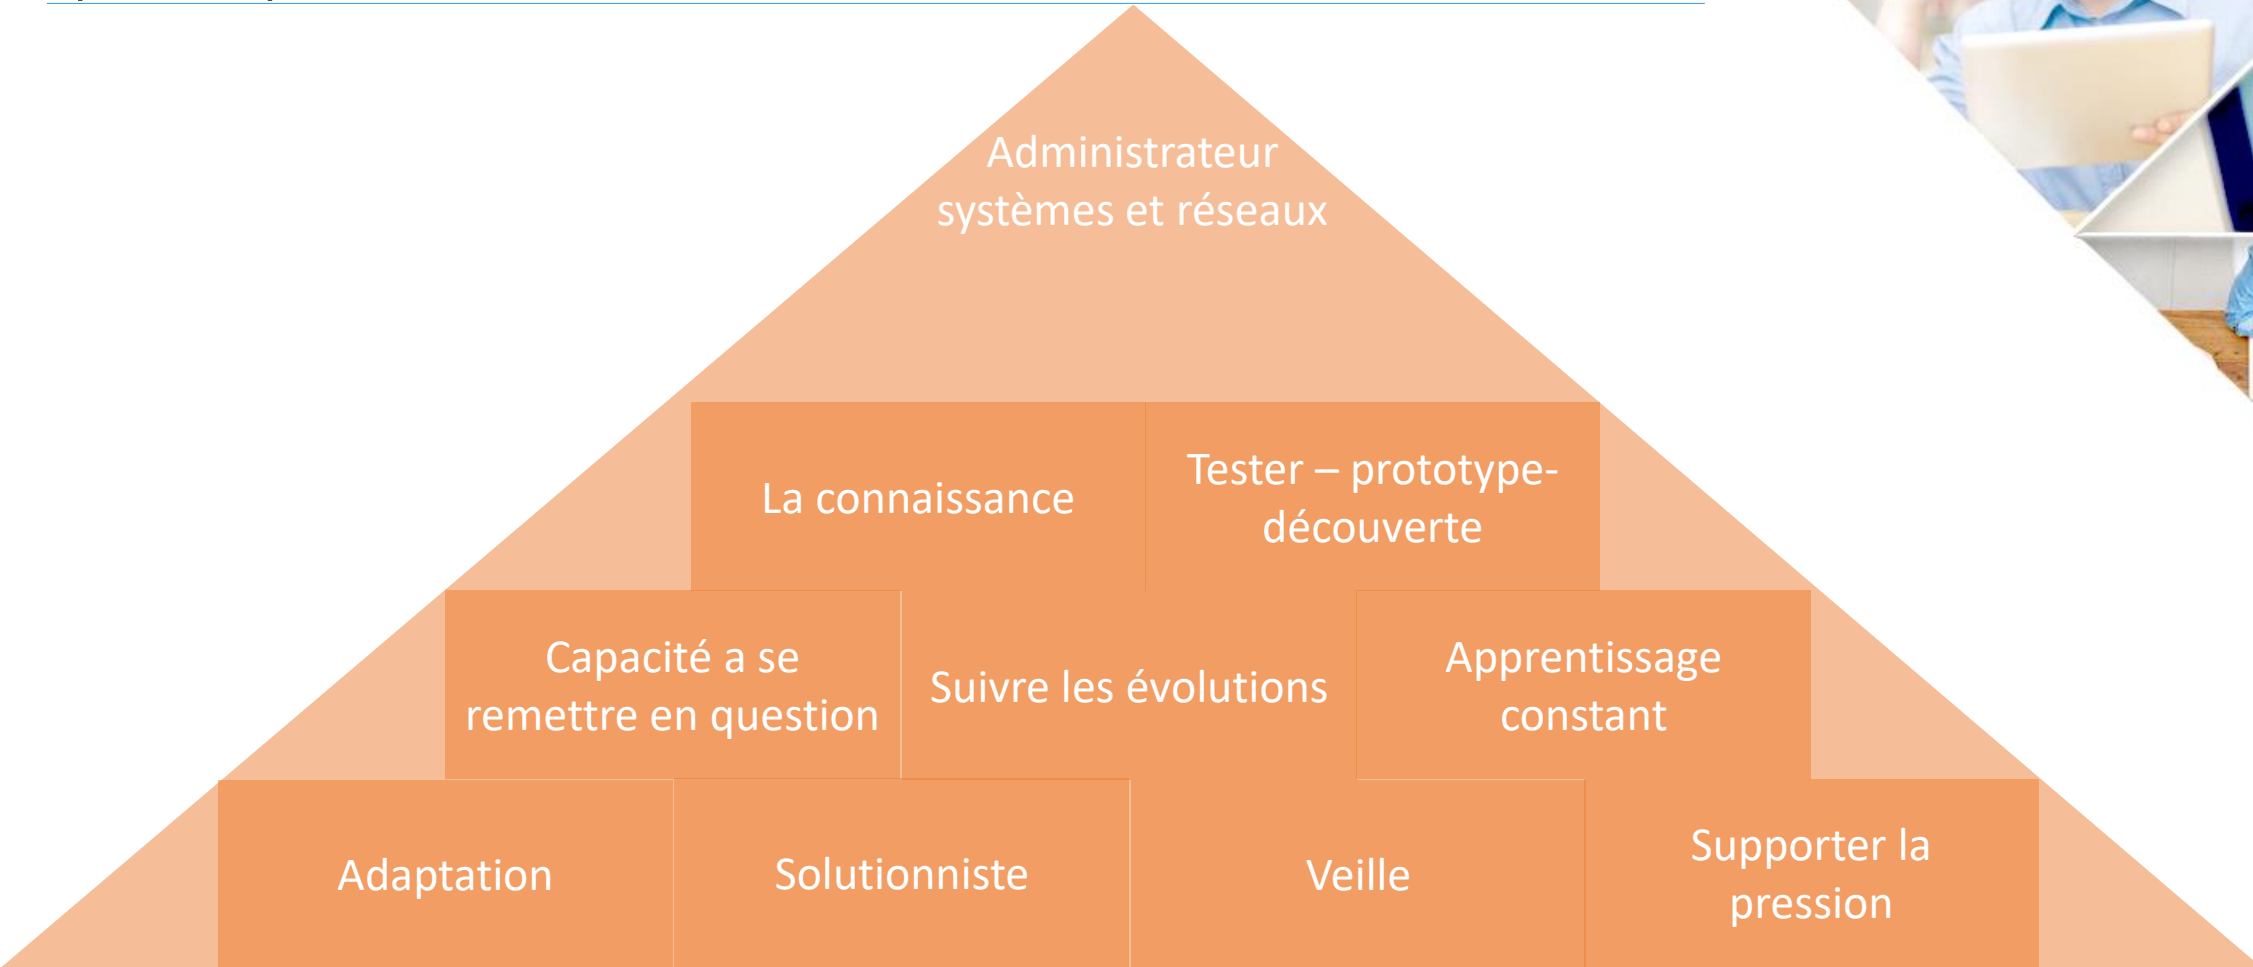 Administrateur
systèmes et réseaux
La connaissance
Tester – prototype-
découverte
Capacité a se
remettre en question
Suivre les évolutions
Apprentissage
constant
Adaptation
Solutionniste
Veille
Supporter la
pression